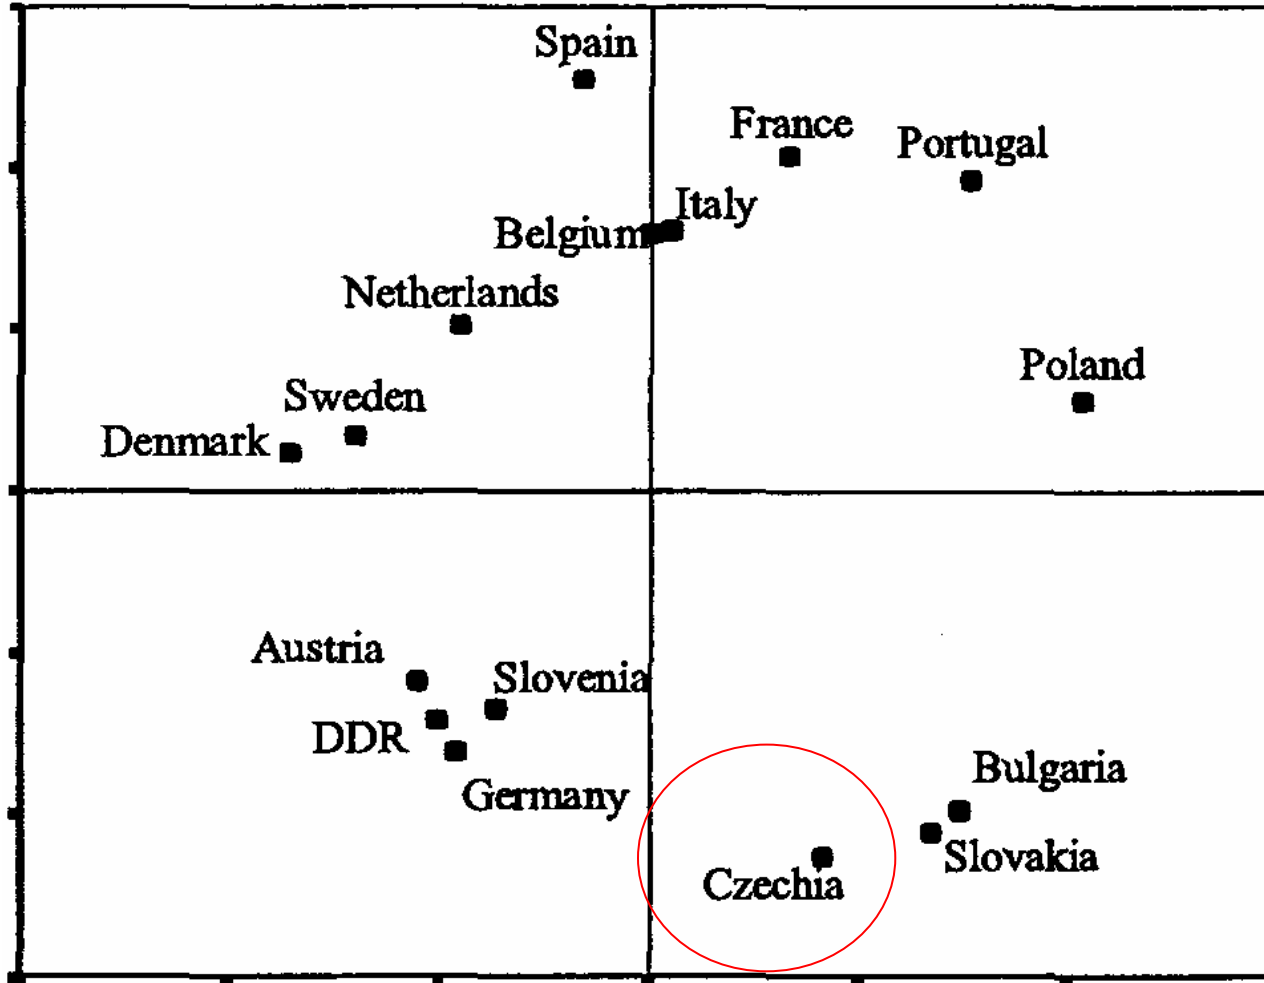 Spain
France
Portugal
Italy
Belgium
Netherlands
Poland
Sweden
Denmark
Austria
Slovenia
DDR
Germany
Bulgaria
Slovakia
Czechia